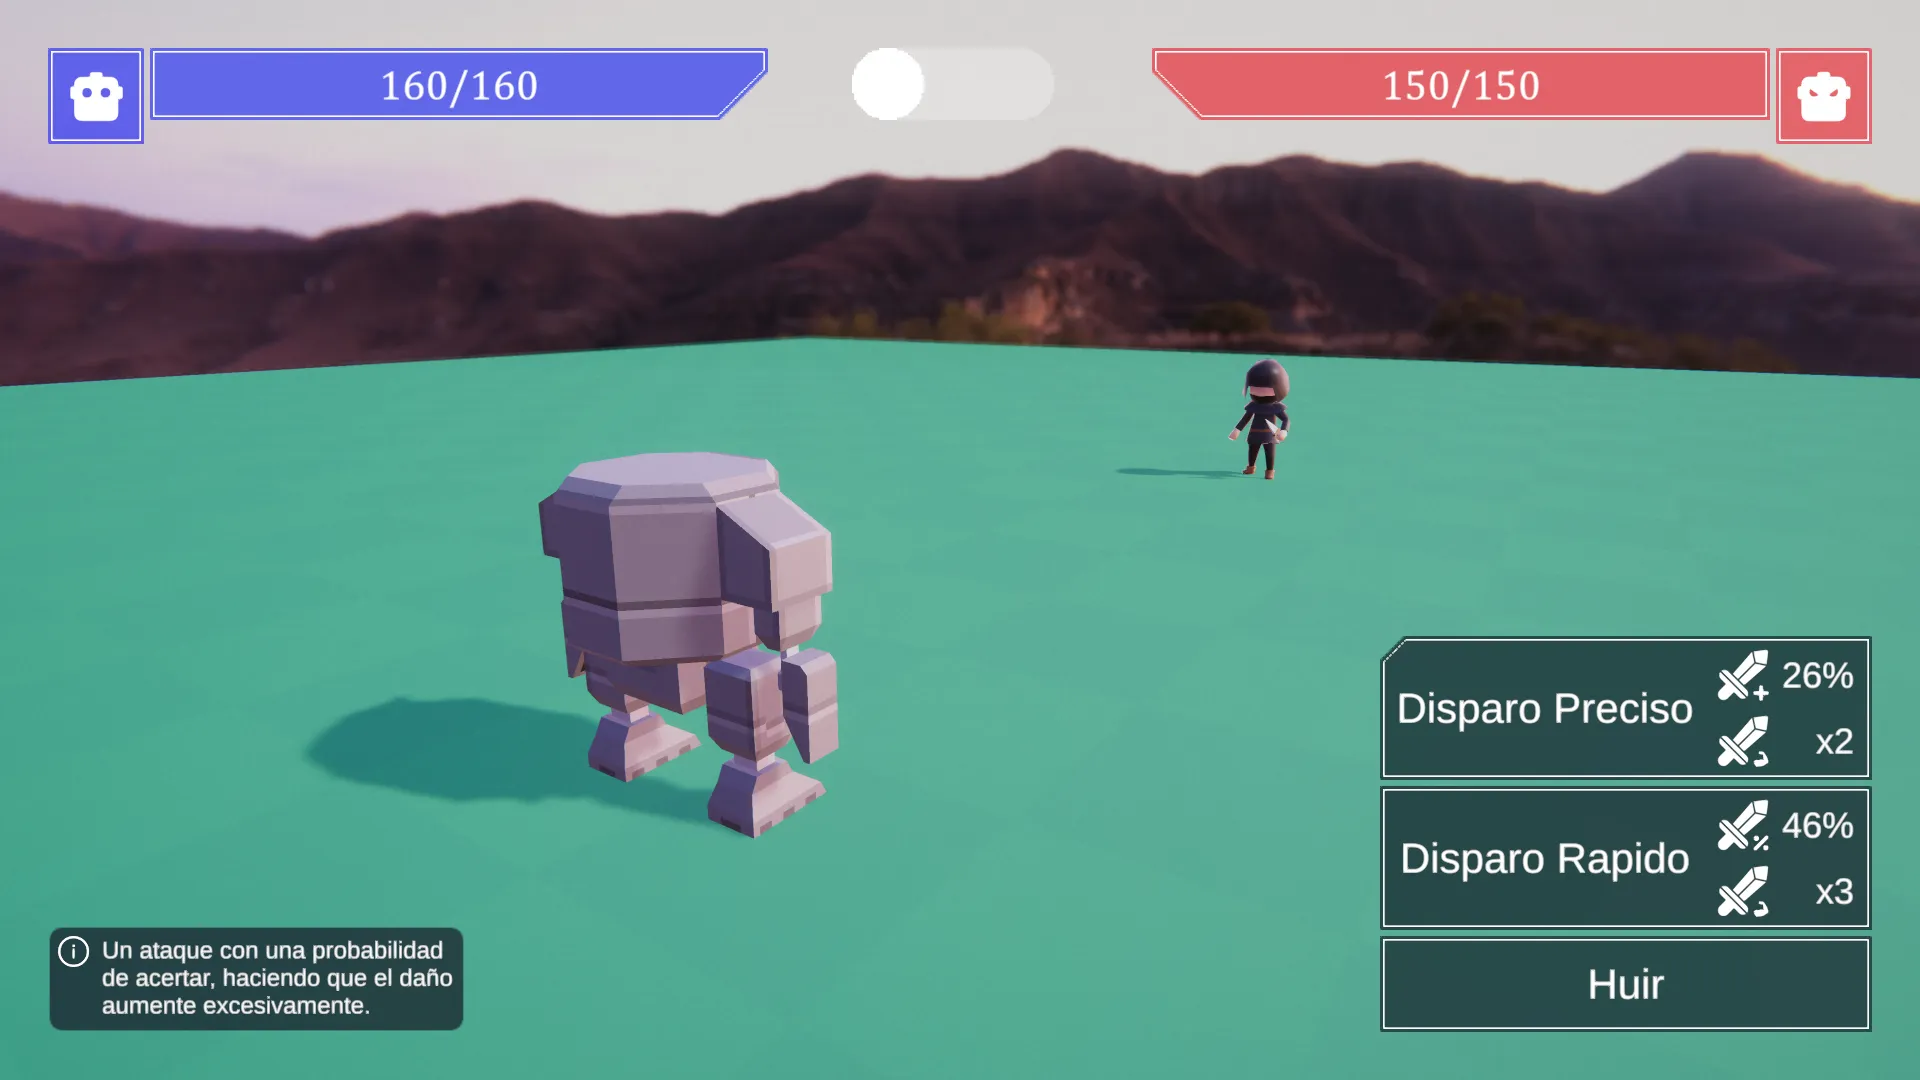 160/160
150/150
Disparo Preciso
26%
x2
Disparo Rapido
46%
x3
Huir
Un ataque con una probabilidad
de acertar, haciendo que el daño
aumente excesivamente.